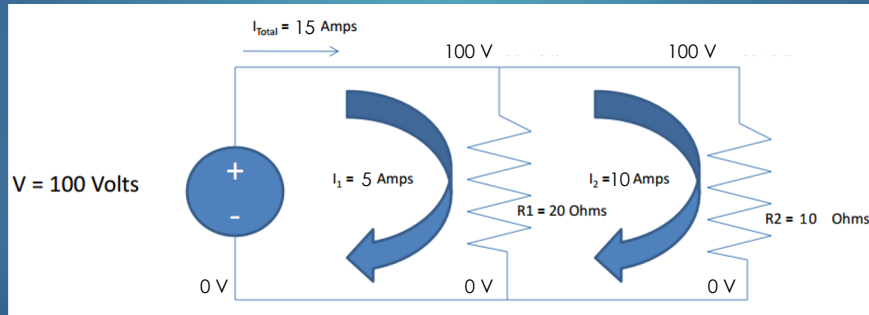 I Total = 15 Amps
100 V
100 V
+
V = 100 Volts
I1 = 5 Amps
I2 =10 Amps
-
R1 = 20 Ohms
R2 = 10 Ohms
0 V
0 V
0 V